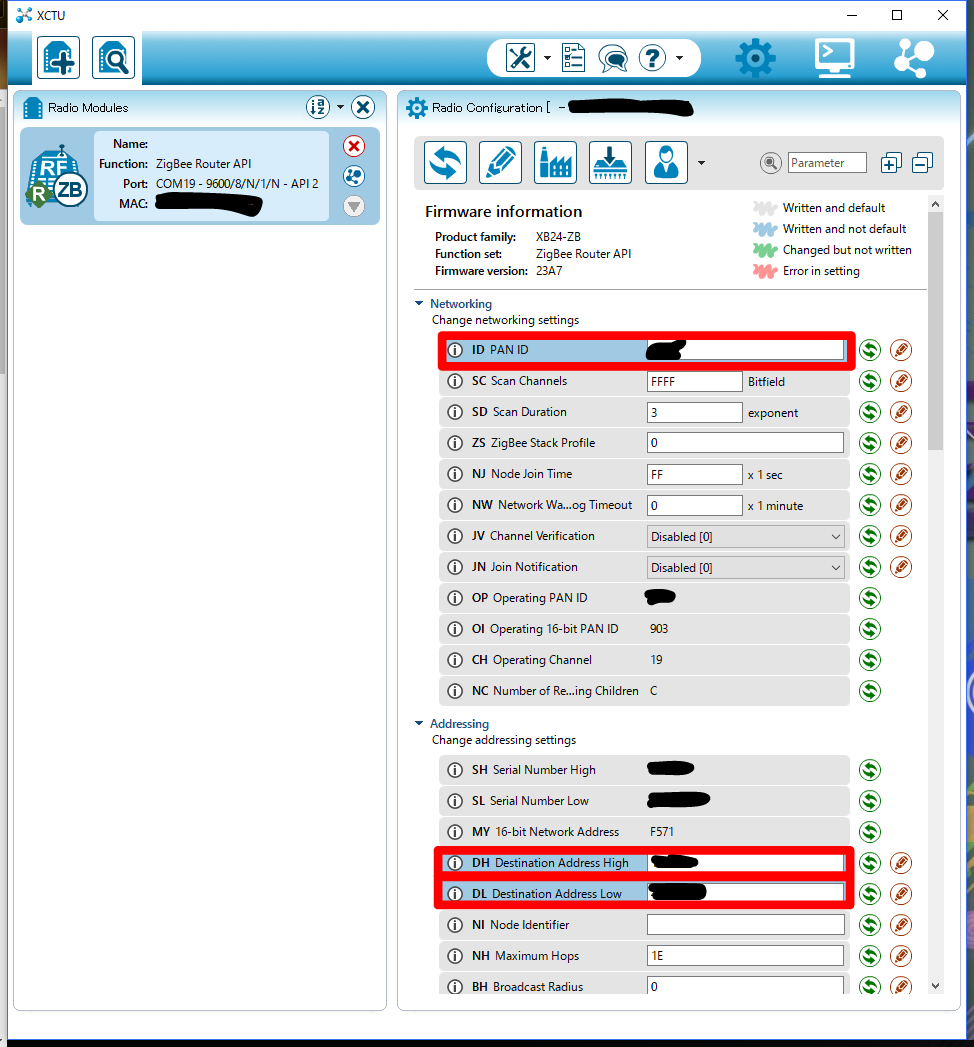 XCTU
Radio Modules
Name:
Function: ZigBee Router API
Port: COM19 - 9600/8/N/1/N - API 2
MAC:
RF
R ZB
Radio Configuration [ -
Parameter
Firmware information
Product family: XB24-ZB
Function set: ZigBee Router API
Firmware version: 23A7
Written and default
Written and not default
Changed but not written
Error in setting
Networking
Change networking settings
ID PAN ID
SC Scan Channels FFFF Bitfield
SD Scan Duration 3 exponent
ZS ZigBee Stack Profile 0
NJ Node Join Time FF x 1 sec
NW Network Wa...og Timeout 0 x 1 minute
JV Channel Verification Disabled [0]
JN Join Notification Disabled [0]
OP Operating PAN ID
OI Operating 16-bit PAN ID 903
CH Operating Channel 19
NC Number of Re...ing Children C
Addressing
Change addressing settings
SH Serial Number High
SL Serial Number Low
MY 16-bit Network Address F571
DH Destination Address High
DL Destination Address Low
NI Node Identifier
NH Maximum Hops 1E
BH Broadcast Radius 0